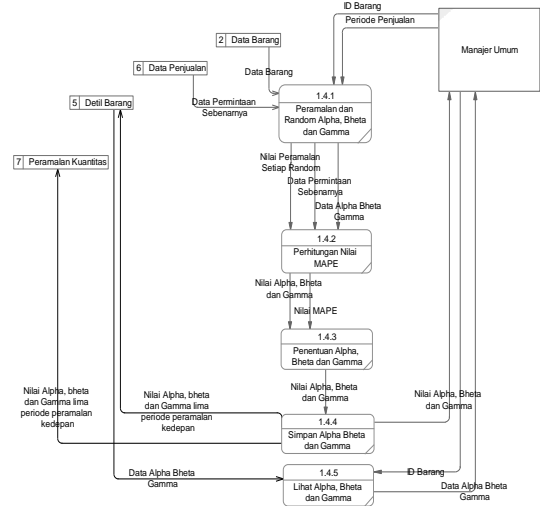 ID Barang
Periode Penjualan
Manajer Umum
2 Data Barang
6 Data Penjualan
Data Barang
5 Detil Barang
Data Permintaan
Sebenarnya
1.4.1
Peramalan dan
Random Alpha, Bheta
dan Gamma
7 Peramalan Kuantitas
Nilai Peramalan
Setiap Random
Data Permintaan
Sebenarnya
Data Alpha Bheta
Gamma
1.4.2
Perhitungan Nilai
MAPE
Nilai Alpha, Bheta
dan Gamma
Nilai MAPE
1.4.3
Penentuan Alpha,
Bheta dan Gamma
Nilai Alpha, Bheta
dan Gamma
Nilai Alpha, bheta
dan Gamma lima
periode peramalan
kedepan
Nilai Alpha, bheta
dan Gamma lima
periode peramalan
kedepan
Nilai Alpha, Bheta
dan Gamma
1.4.4
Simpan Alpha Bheta
dan Gamma
Data Alpha Bheta
Gamma
1.4.5
Lihat Alpha, Bheta
dan Gamma
ID Barang
Data Alpha Bheta
Gamma